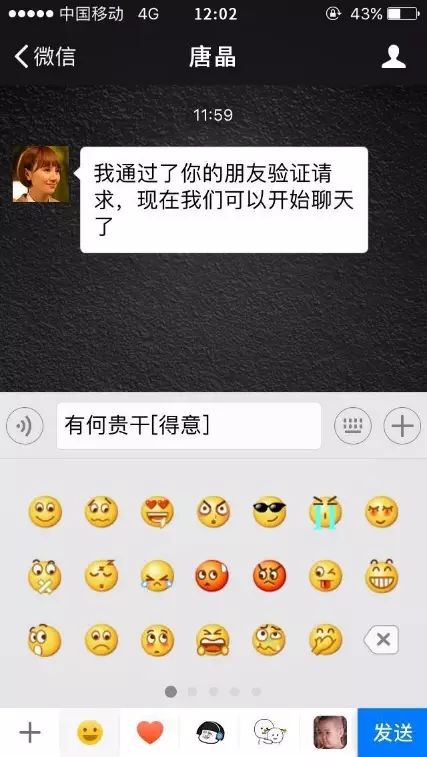 中国移动 4G 12:02 43%
微信 唐晶
11:59
我通过了你的朋友验证请
求，现在我们可以开始聊天
了
有何贵干[得意]
发送